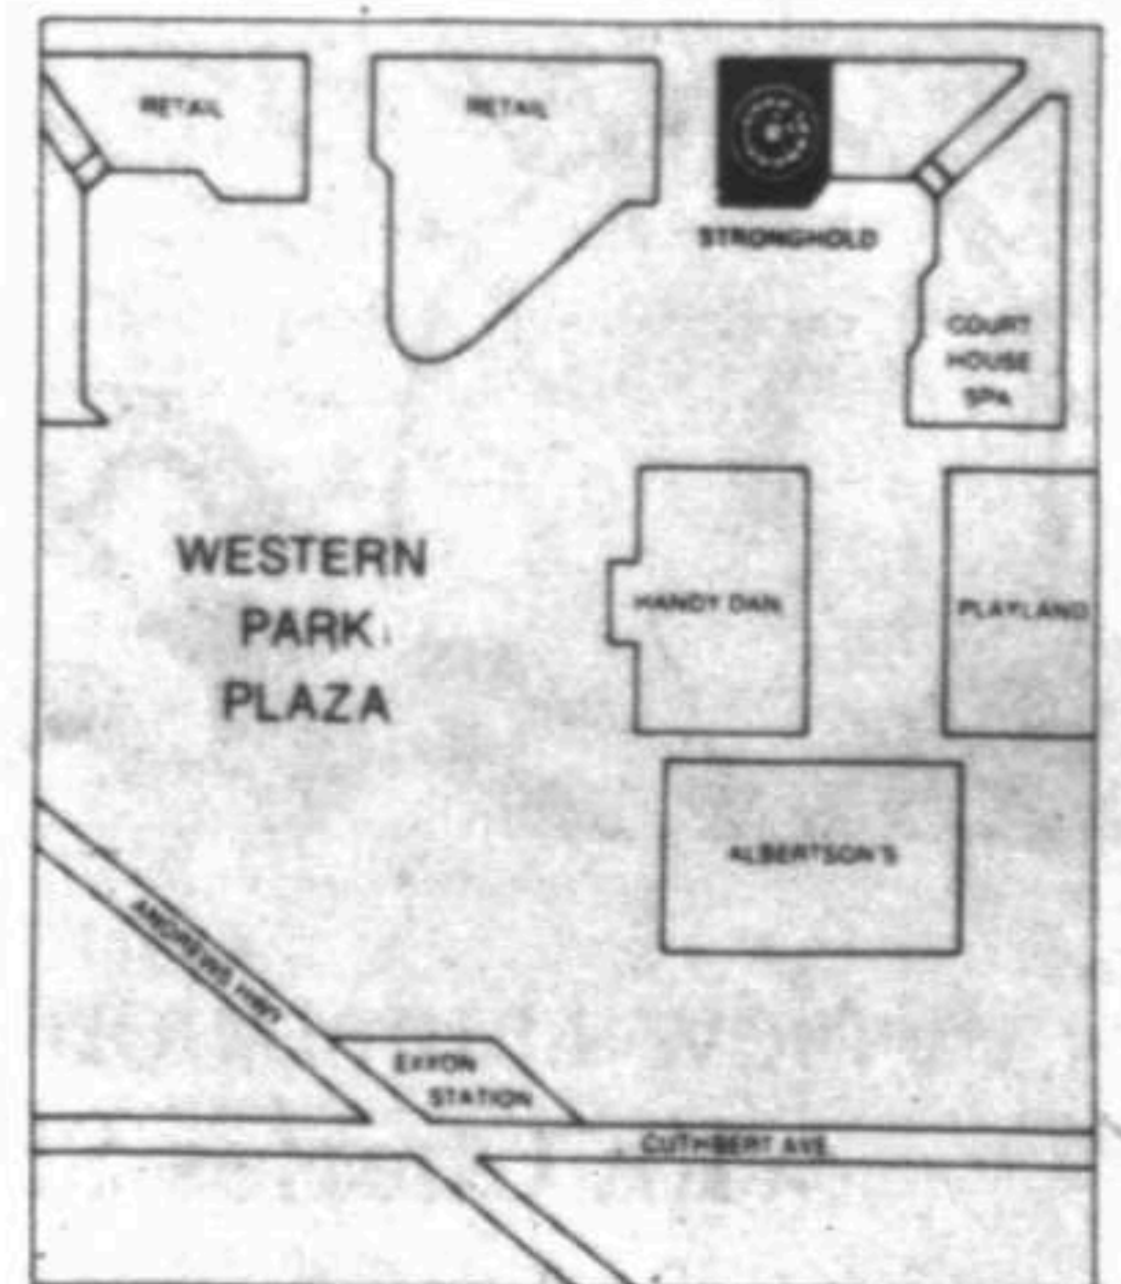 RETAIL
RETAIL
STRONGHOLD
COURT
HOUSE
SPA
WESTERN
PARK
PLAZA
HANDY DAN
PLAYLAND
ALBERTSON'S
ANDREWS HWY
EXXON
STATION
CUTHBERT AVE.